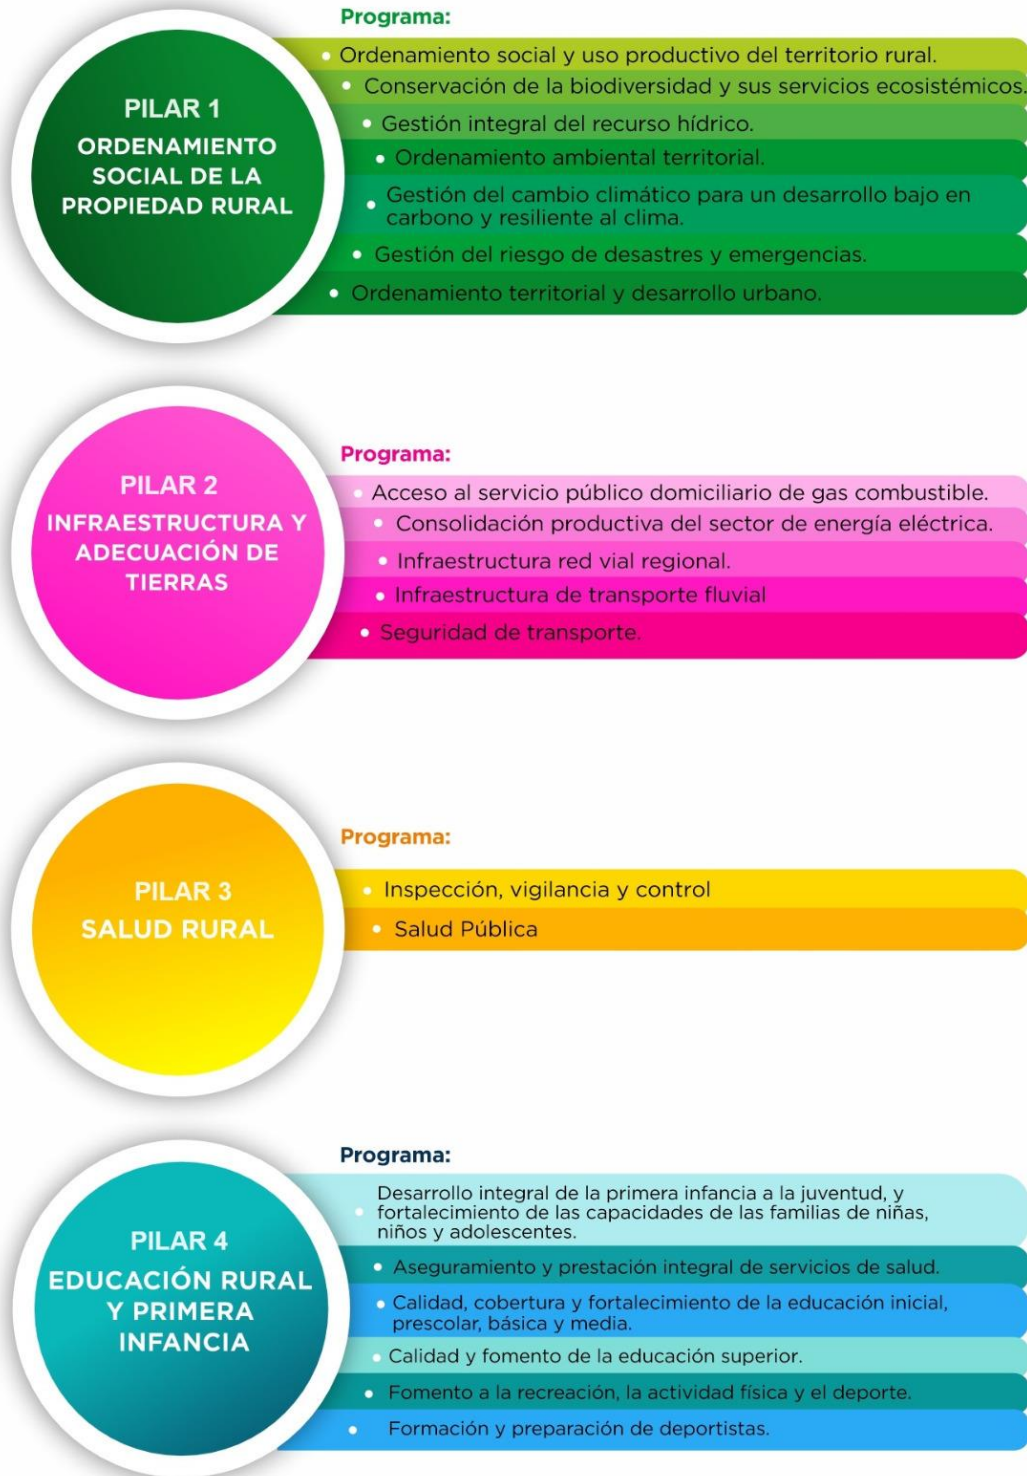 PILAR 1
ORDENAMIENTO
SOCIAL DE LA
PROPIEDAD RURAL
Programa:
• Ordenamiento social y uso productivo del territorio rural.
• Conservación de la biodiversidad y sus servicios ecosistémicos.
• Gestión integral del recurso hídrico.
• Ordenamiento ambiental territorial.
• Gestión del cambio climático para un desarrollo bajo en
carbono y resiliente al clima.
• Gestión del riesgo de desastres y emergencias.
• Ordenamiento territorial y desarrollo urbano.
PILAR 2
INFRAESTRUCTURA Y
ADECUACIÓN DE
TIERRAS
Programa:
• Acceso al servicio público domiciliario de gas combustible.
• Consolidación productiva del sector de energía eléctrica.
• Infraestructura red vial regional.
• Infraestructura de transporte fluvial
• Seguridad de transporte.
PILAR 3
SALUD RURAL
Programa:
• Inspección, vigilancia y control
• Salud Pública
PILAR 4
EDUCACIÓN RURAL
Y PRIMERA
INFANCIA
Programa:
• Desarrollo integral de la primera infancia a la juventud, y
fortalecimiento de las capacidades de las familias de niñas,
niños y adolescentes.
• Aseguramiento y prestación integral de servicios de salud.
• Calidad, cobertura y fortalecimiento de la educación inicial,
prescolar, básica y media.
• Calidad y fomento de la educación superior.
• Fomento a la recreación, la actividad física y el deporte.
• Formación y preparación de deportistas.